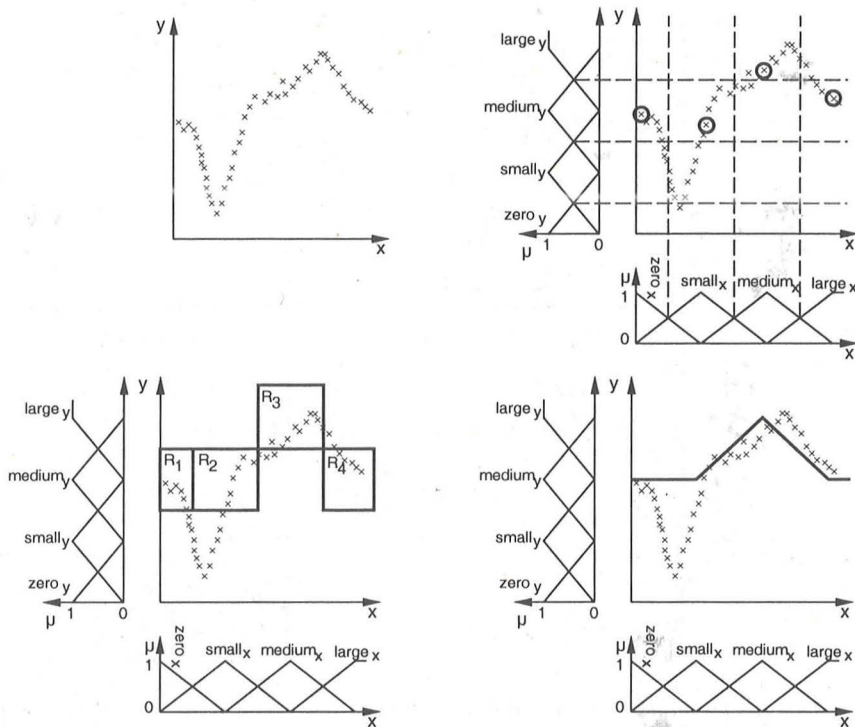 y
x
large y
medium y
small y
zero y
μ 1 0
y
x
μ
1
0
zero x
small x
medium x
large x
x
large y
medium y
small y
zero y
μ 1 0
y
R1
R2
R3
R4
x
μ
1
0
zero x
small x
medium x
large x
x
large y
medium y
small y
zero y
μ 1 0
y
x
μ
1
0
zero x
small x
medium x
large x
x